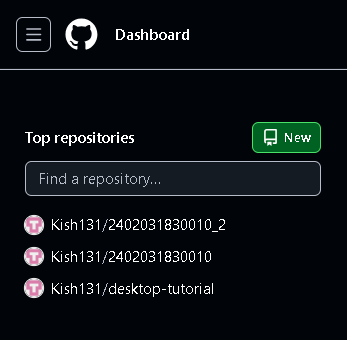 Dashboard
Top repositories
New
Find a repository...
Kish131/2402031830010_2
Kish131/2402031830010
Kish131/desktop-tutorial